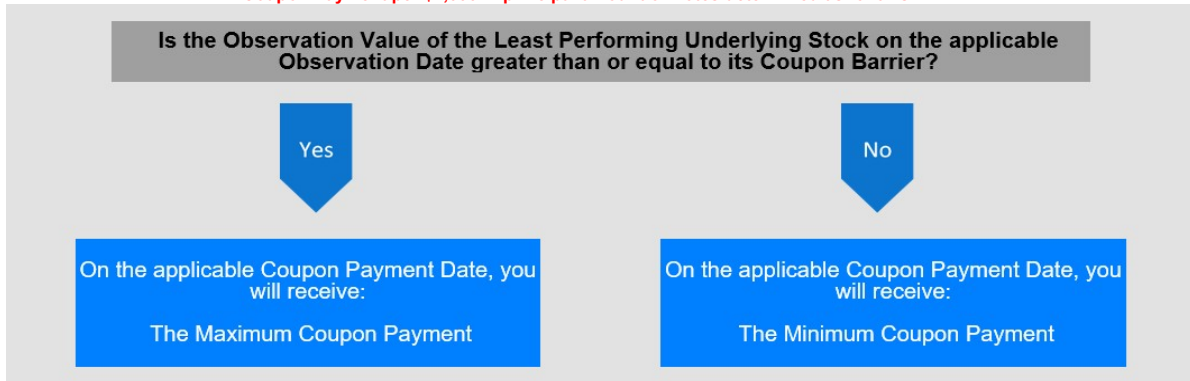 Is the Observation Value of the Least Performing Underlying Stock on the applicable
Observation Date greater than or equal to its Coupon Barrier?
Yes
No
On the applicable Coupon Payment Date, you
will receive:
The Maximum Coupon Payment
On the applicable Coupon Payment Date, you
will receive:
The Minimum Coupon Payment